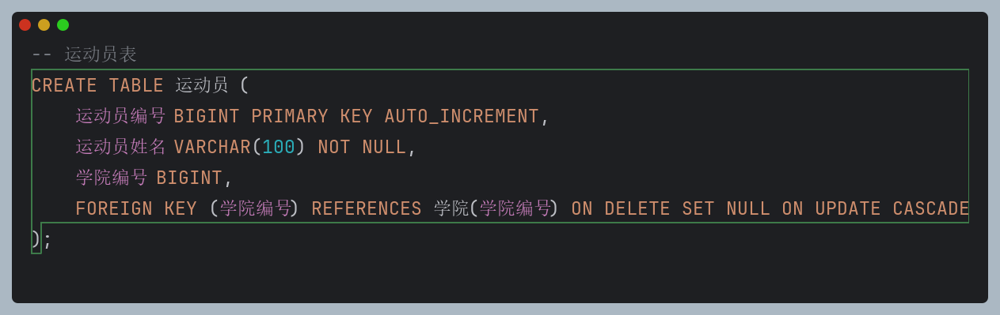 -- 运动员表
CREATE TABLE 运动员 (
    运动员编号 BIGINT PRIMARY KEY AUTO_INCREMENT,
    运动员姓名 VARCHAR(100) NOT NULL,
    学院编号 BIGINT,
    FOREIGN KEY (学院编号) REFERENCES 学院(学院编号) ON DELETE SET NULL ON UPDATE CASCADE
);